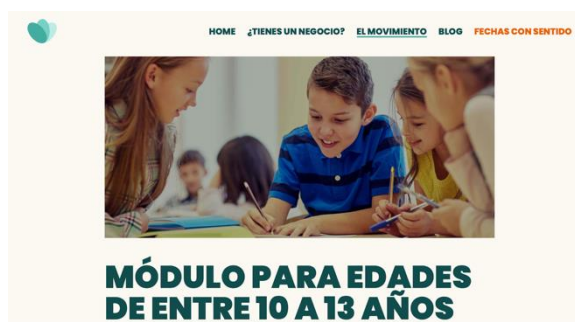 HOME ¿TIENES UN NEGOCIO? EL MOVIMIENTO BLOG FECHAS CON SENTIDO
MÓDULO PARA EDADES
DE ENTRE 10 A 13 AÑOS